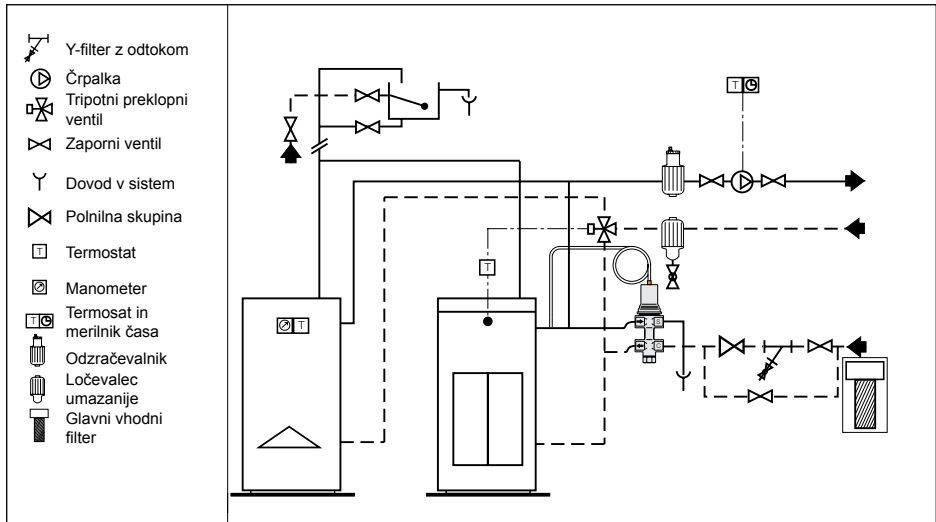 Y-filter z odtokom
Črpalka
Tripotni preklopni
ventil
Zaporni ventil
Dovod v sistem
Polnilna skupina
T
Termostat
Manometer
T
Termosat in
merilnik časa
Odzračevalnik
Ločevalec
umazanije
Glavni vhodni
filter
T
T
T